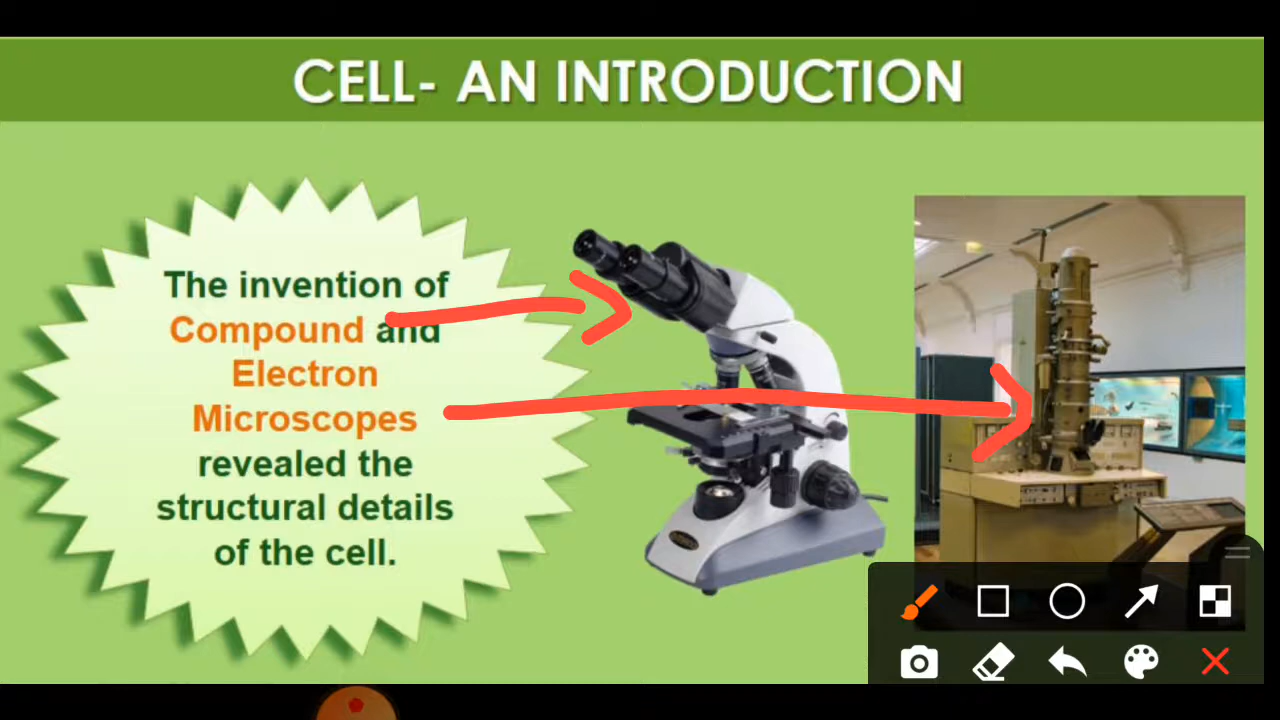 CELL- AN INTRODUCTION
The invention of
Compound and
Electron
Microscopes
revealed the
structural details
of the cell.